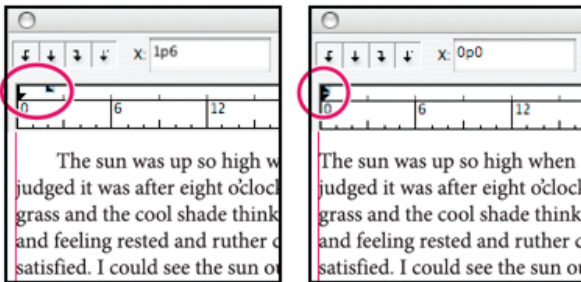 X: 1p6
0 6 12
The sun was up so high w
judged it was after eight o'clock
grass and the cool shade think
and feeling rested and ruther c
satisfied. I could see the sun ou
X: 0p0
0 6 12
The sun was up so high when
judged it was after eight o'clock
grass and the cool shade think
and feeling rested and ruther c
satisfied. I could see the sun ou